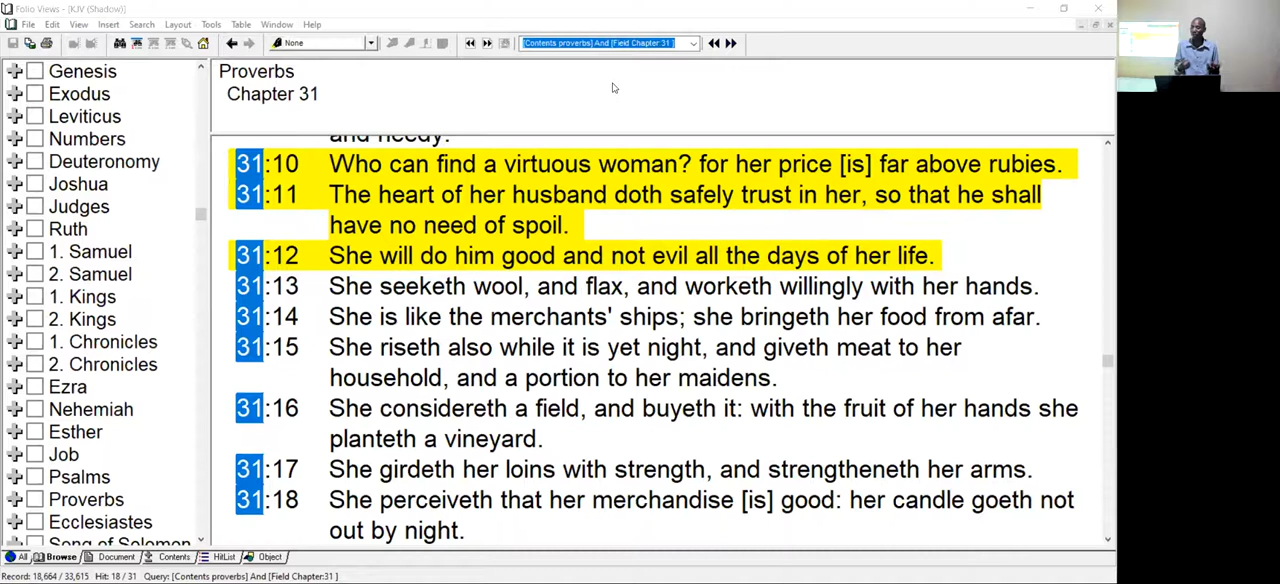 Folio Views - [KJV (Shadow)]
File Edit View Insert Search Layout Tools Table Window Help
None
[Contents proverbs] And [Field Chapter 31 ]
Genesis
Exodus
Leviticus
Numbers
Deuteronomy
Joshua
Judges
Ruth
1. Samuel
2. Samuel
1. Kings
2. Kings
1. Chronicles
2. Chronicles
Ezra
Nehemiah
Esther
Job
Psalms
Proverbs
Ecclesiastes
Song of Solomon
Proverbs
Chapter 31
and needy.
31:10 Who can find a virtuous woman? for her price [is] far above rubies.
31:11 The heart of her husband doth safely trust in her, so that he shall
have no need of spoil.
31:12 She will do him good and not evil all the days of her life.
31:13 She seeketh wool, and flax, and worketh willingly with her hands.
31:14 She is like the merchants' ships; she bringeth her food from afar.
31:15 She riseth also while it is yet night, and giveth meat to her
household, and a portion to her maidens.
31:16 She considereth a field, and buyeth it: with the fruit of her hands she
planteth a vineyard.
31:17 She girdeth her loins with strength, and strengtheneth her arms.
31:18 She perceiveth that her merchandise [is] good: her candle goeth not
out by night.
All Browse Document Contents HitList Object
Record: 18,664 / 33,615 Hit: 18 / 31 Query: [Contents proverbs] And [Field Chapter:31 ]